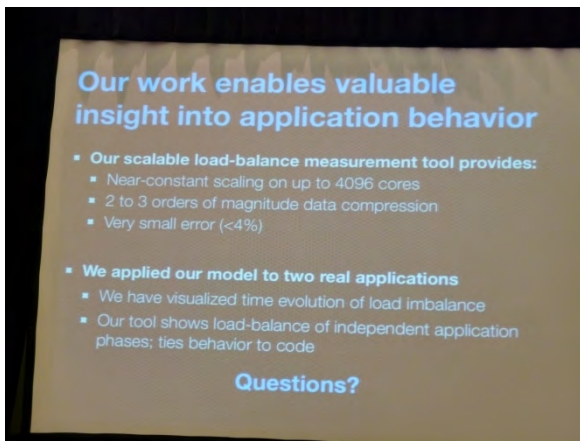 Our work enables valuable
insight into application behavior
▪ Our scalable load-balance measurement tool provides:
▪ Near-constant scaling on up to 4096 cores
▪ 2 to 3 orders of magnitude data compression
▪ Very small error (<4%)
▪ We applied our model to two real applications
▪ We have visualized time evolution of load imbalance
▪ Our tool shows load-balance of independent application
phases; ties behavior to code
Questions?